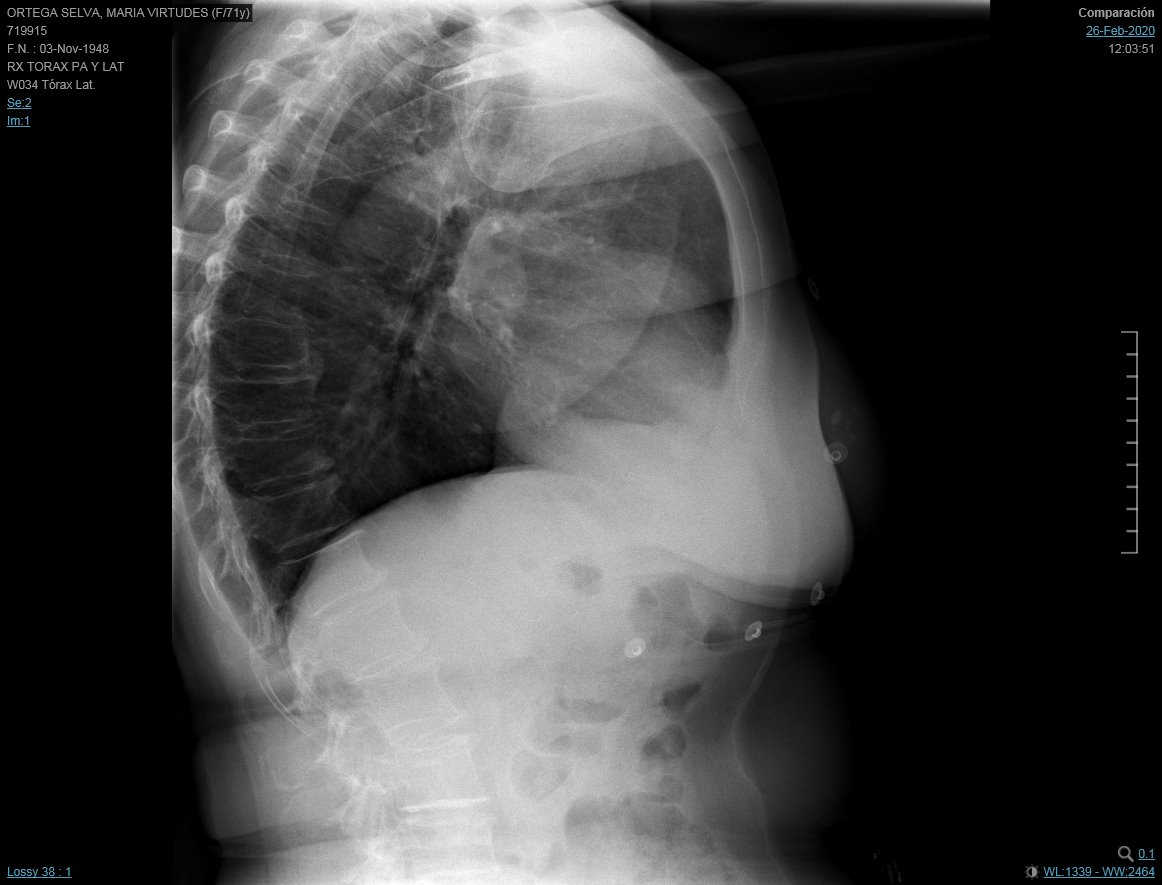 ORTEGA SELVA, MARIA VIRTUDES (F/71y)
719915
F.N. : 03-Nov-1948
RX TORAX PA Y LAT
W034 Tórax Lat.
Se:2
Im:1
Comparación
26-Feb-2020
12:03:51
Lossy 38 : 1
0.1
WL:1339 - WW:2464